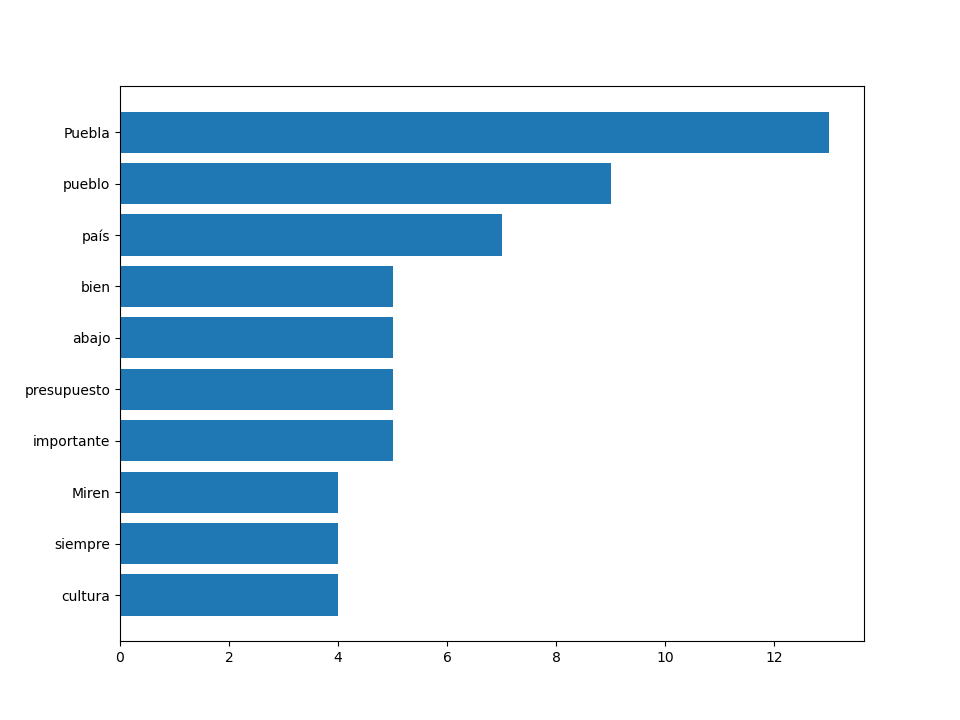 Puebla
pueblo
país
bien
abajo
presupuesto
importante
Miren
siempre
cultura
0 2 4 6 8 10 12